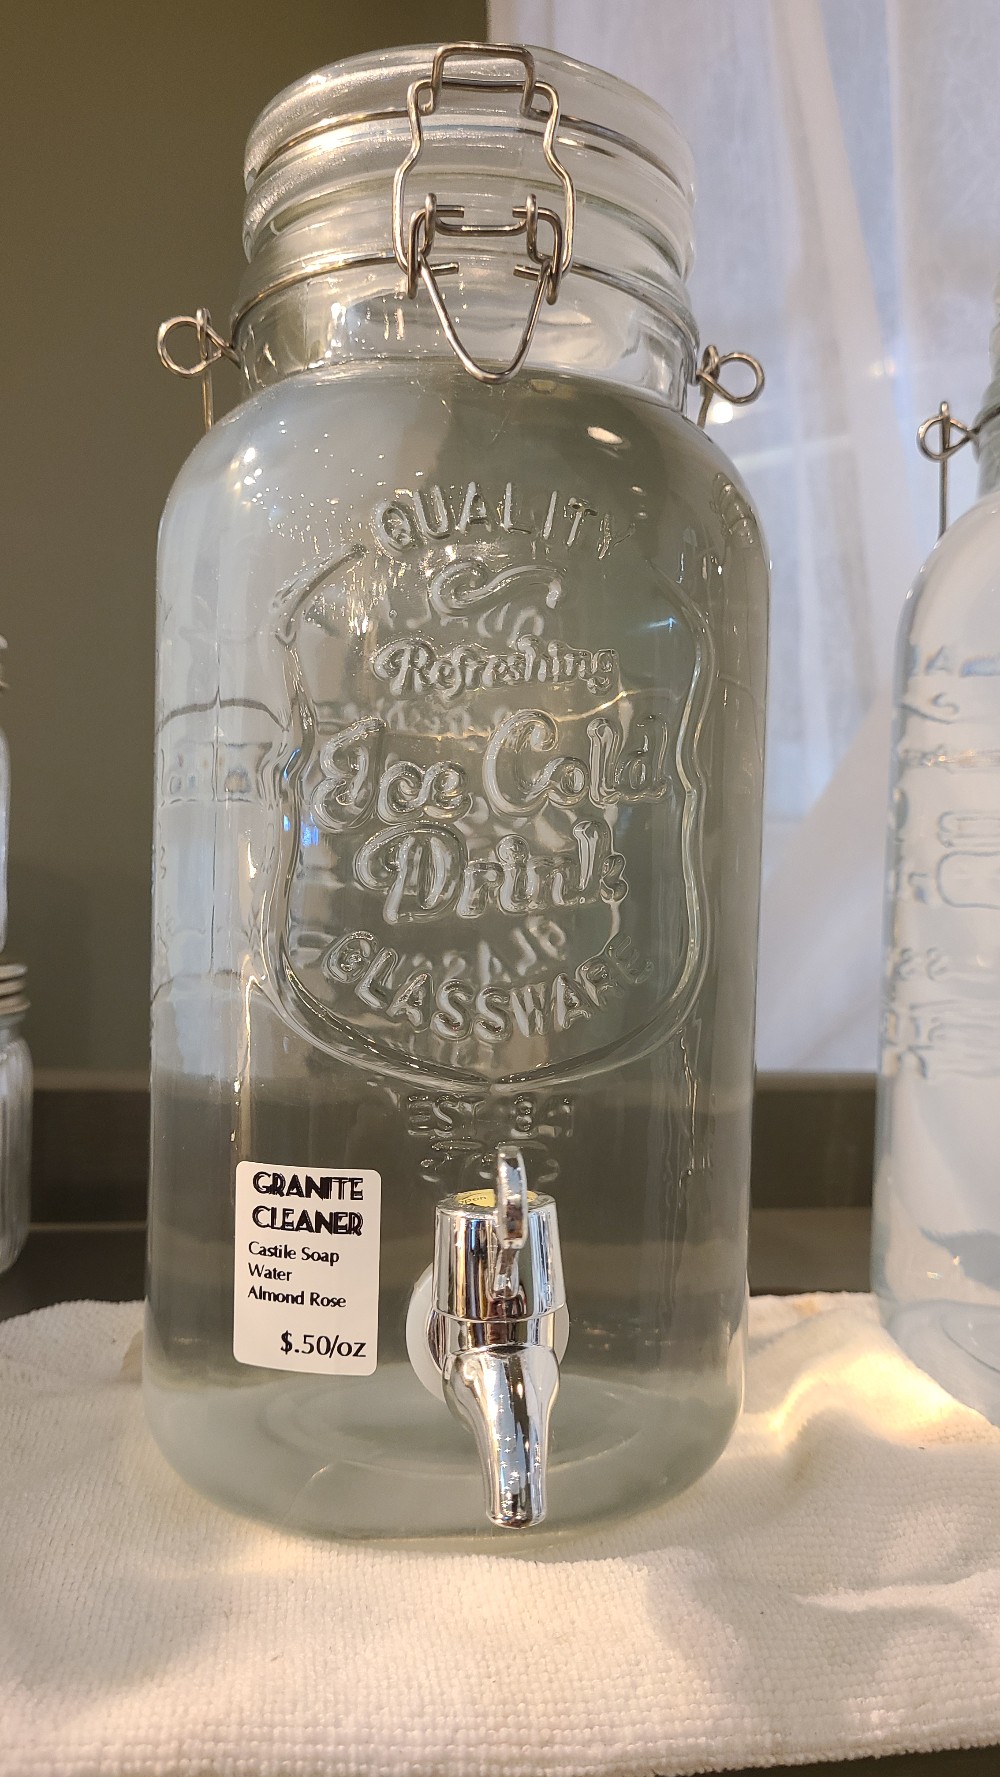 QUALITY
Refreshing
Ice Cold
Drink
GLASSWARE
GRANITE
CLEANER
Castile Soap
Water
Almond Rose
$.50/oz